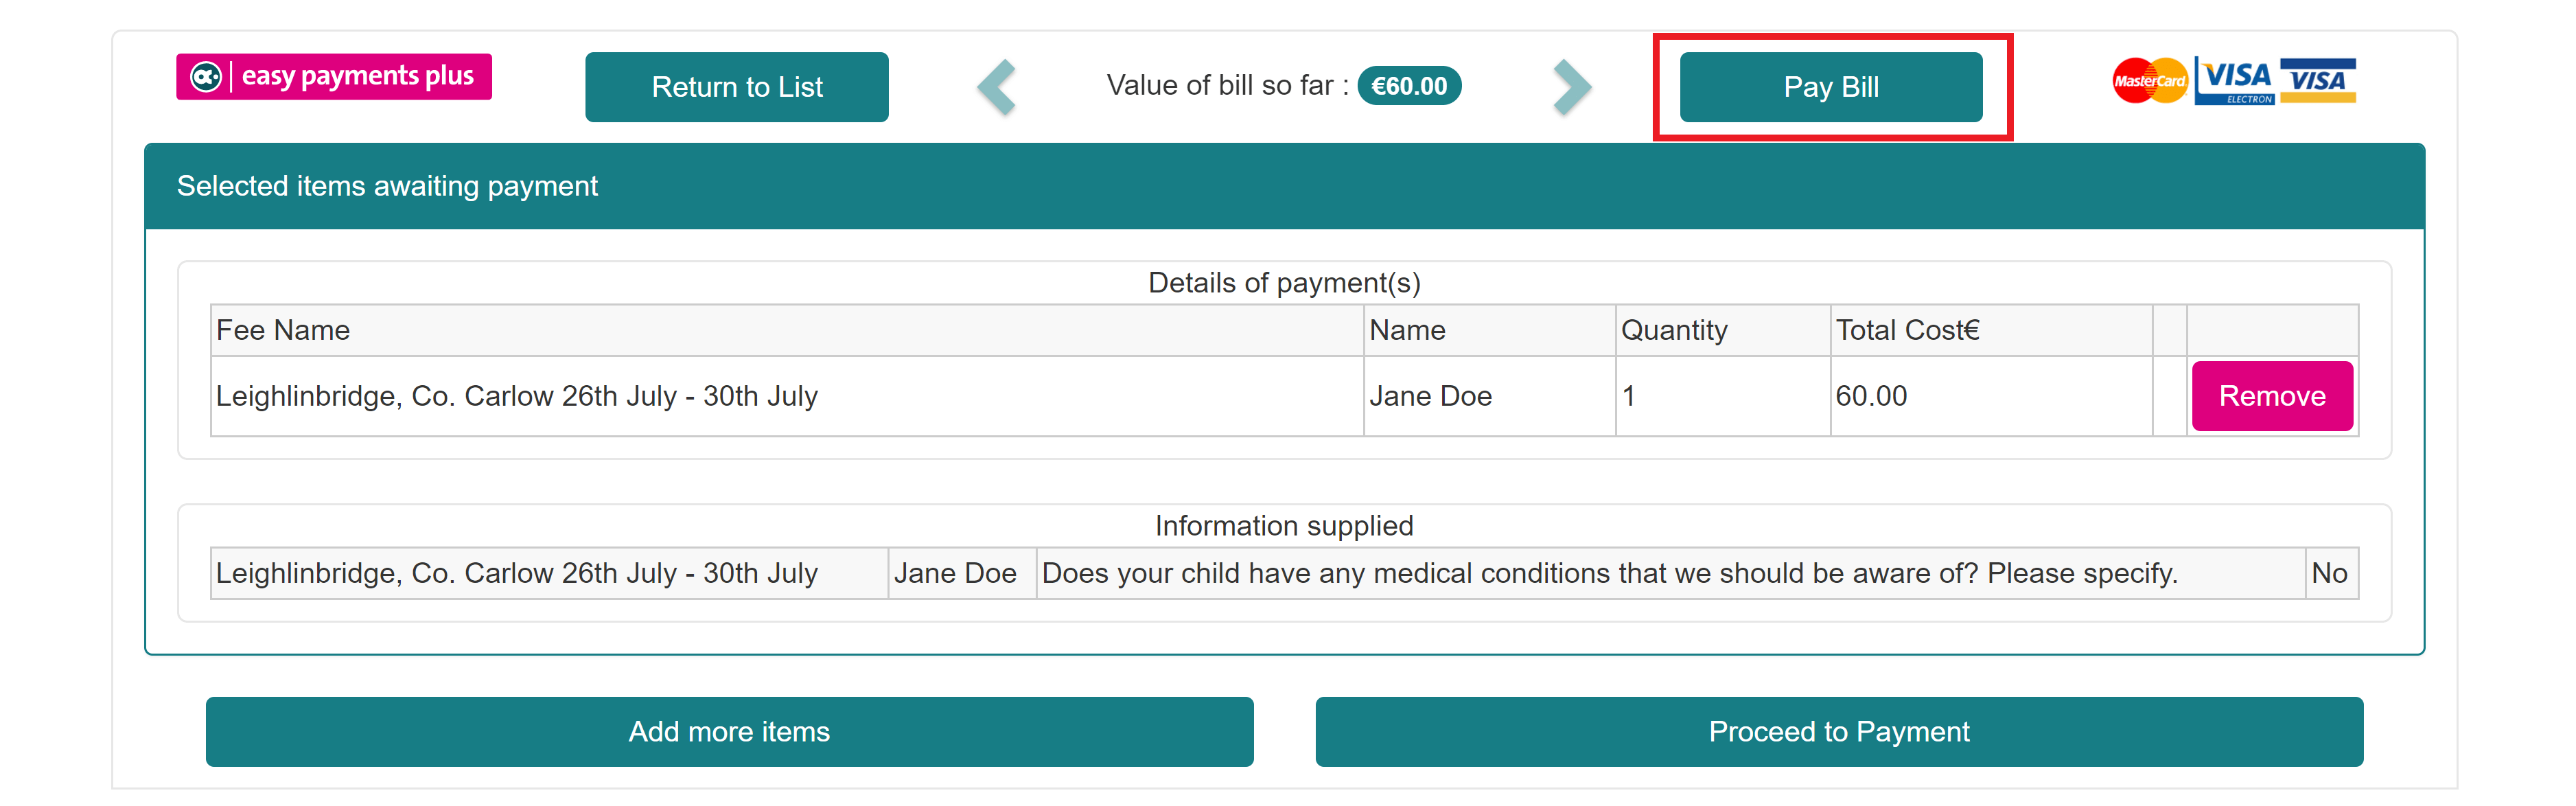 easy payments plus
Return to List
Value of bill so far : €60.00
Pay Bill
MasterCard VISA ELECTRON VISA
Selected items awaiting payment
Details of payment(s)
Fee Name Name Quantity Total Cost€
Leighlinbridge, Co. Carlow 26th July - 30th July Jane Doe 1 60.00 Remove
Information supplied
Leighlinbridge, Co. Carlow 26th July - 30th July Jane Doe Does your child have any medical conditions that we should be aware of? Please specify. No
Add more items Proceed to Payment